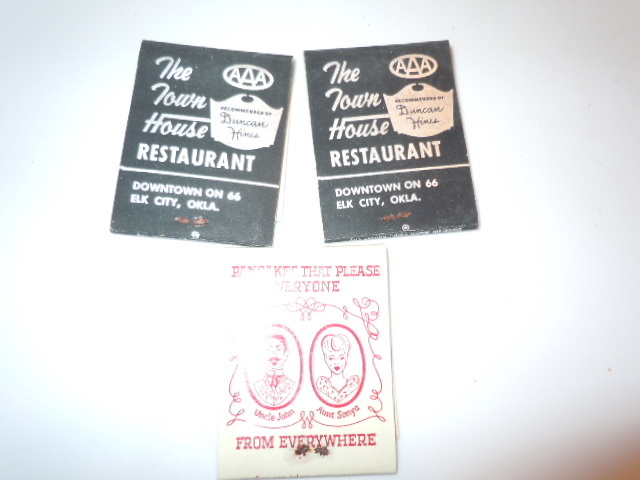 The
Town
House
RESTAURANT
AAA
RECOMMENDED BY
Duncan
Hines
DOWNTOWN ON 66
ELK CITY, OKLA.
The
Town
House
RESTAURANT
AAA
RECOMMENDED BY
Duncan
Hines
DOWNTOWN ON 66
ELK CITY, OKLA.
PANCAKES THAT PLEASE
EVERYONE
Uncle John
Aunt Sonya
FROM EVERYWHERE